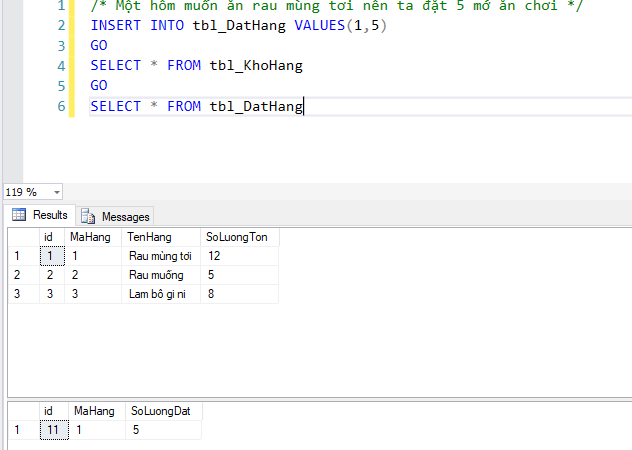 1 /* Một hôm muốn ăn rau mùng tơi nên ta đặt 5 mớ ăn chơi */
2 INSERT INTO tbl_DatHang VALUES(1,5)
3 GO
4 SELECT * FROM tbl_KhoHang
5 GO
6 SELECT * FROM tbl_DatHang
119 %
Results Messages
id MaHang TenHang SoLuongTon
1 1 1 Rau mùng tơi 12
2 2 2 Rau muống 5
3 3 3 Lam bô gi ni 8
id MaHang SoLuongDat
1 11 1 5